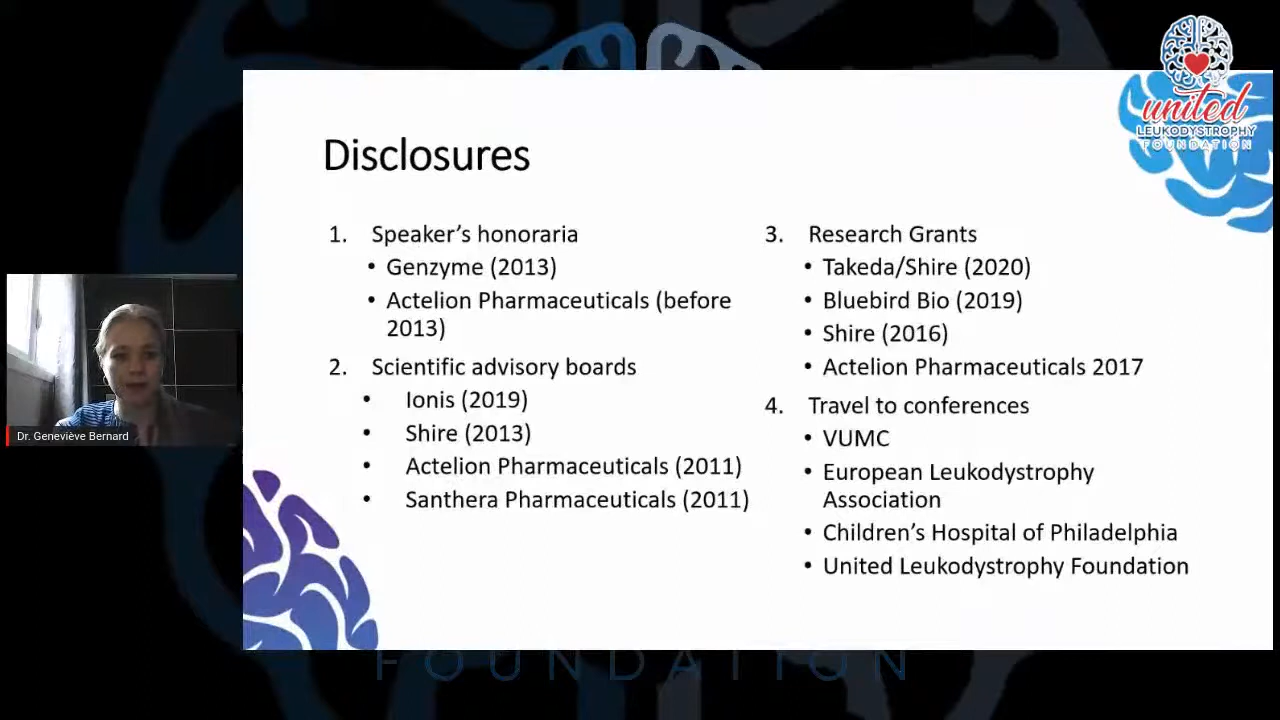 united
LEUKODYSTROPHY
FOUNDATION
Disclosures
1. Speaker’s honoraria
• Genzyme (2013)
• Actelion Pharmaceuticals (before
2013)
2. Scientific advisory boards
• Ionis (2019)
• Shire (2013)
• Actelion Pharmaceuticals (2011)
• Santhera Pharmaceuticals (2011)
3. Research Grants
• Takeda/Shire (2020)
• Bluebird Bio (2019)
• Shire (2016)
• Actelion Pharmaceuticals 2017
4. Travel to conferences
• VUMC
• European Leukodystrophy
Association
• Children’s Hospital of Philadelphia
• United Leukodystrophy Foundation
Dr. Geneviève Bernard
FOUNDATION